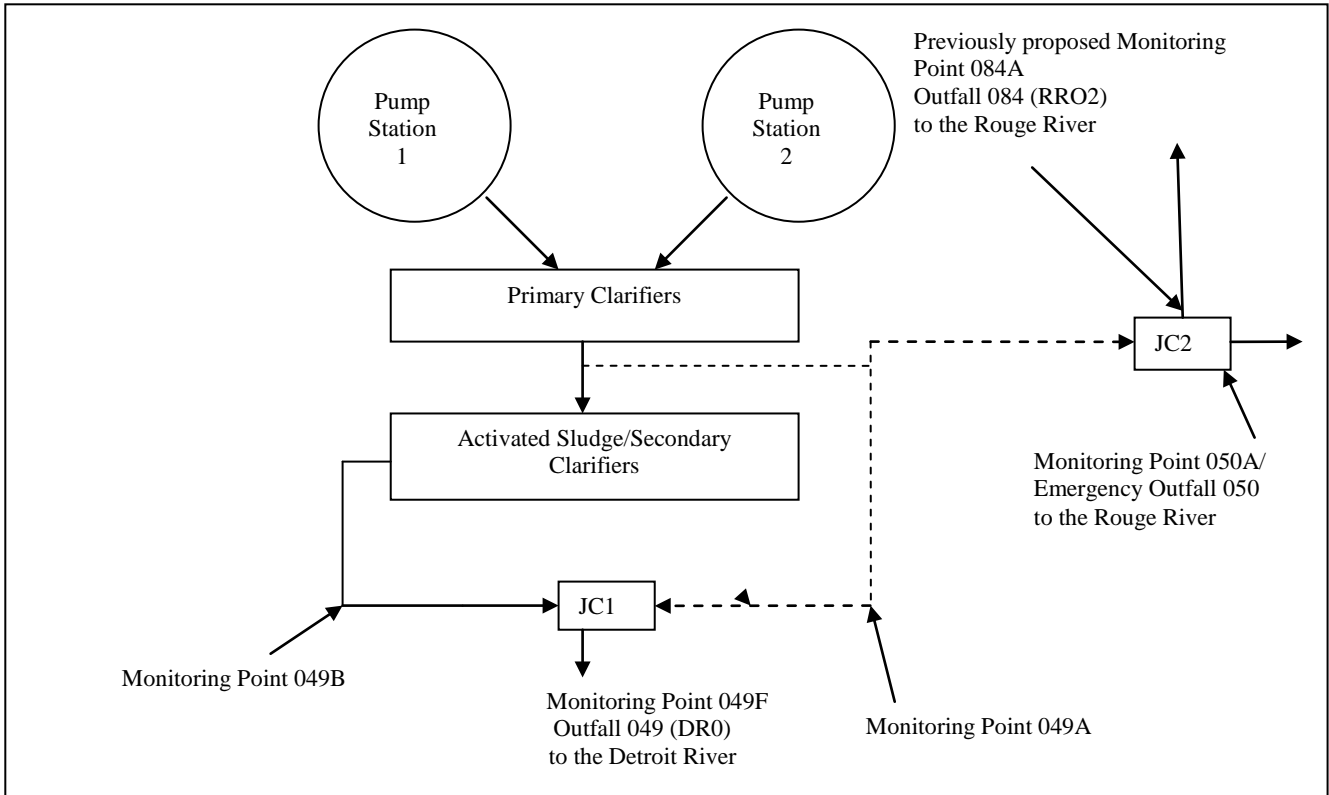 Pump
Station
1
Pump
Station
2
Previously proposed Monitoring
Point 084A
Outfall 084 (RRO2)
to the Rouge River
Primary Clarifiers
JC2
Activated Sludge/Secondary
Clarifiers
Monitoring Point 050A/
Emergency Outfall 050
to the Rouge River
JC1
Monitoring Point 049B
Monitoring Point 049F
Outfall 049 (DR0)
to the Detroit River
Monitoring Point 049A